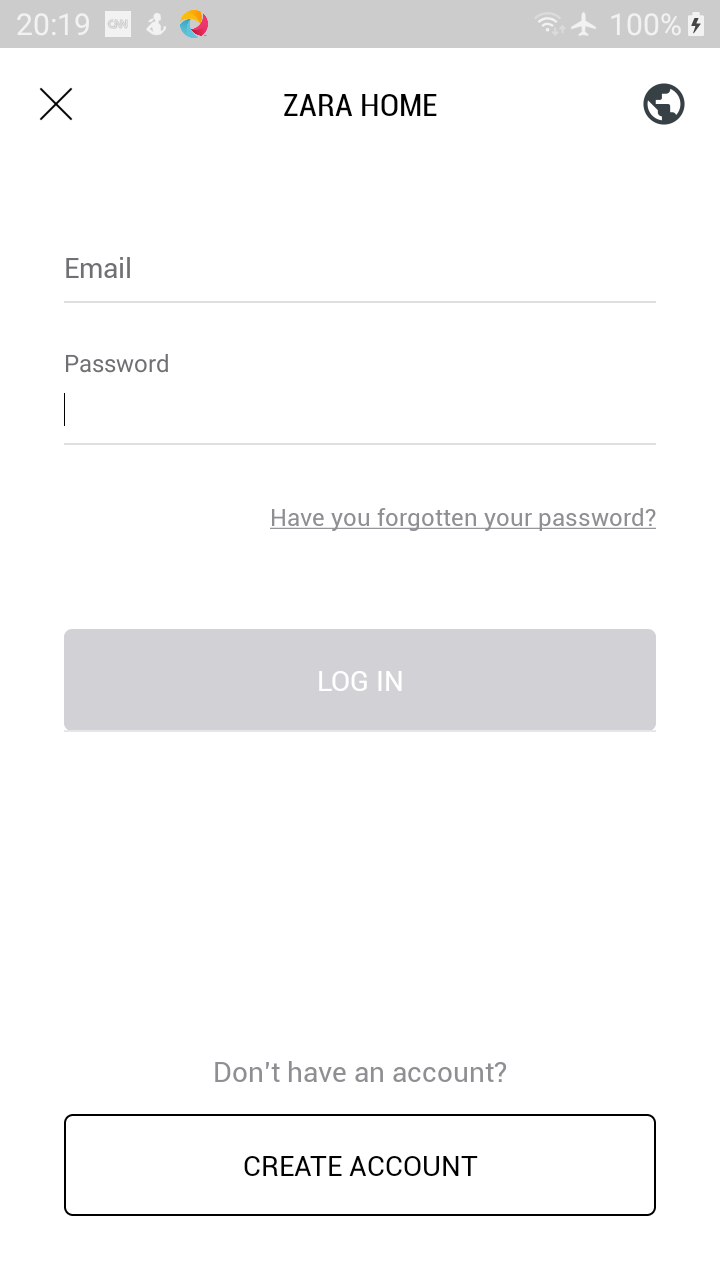 20:19 CNN 100%
ZARA HOME
Email
Password
Have you forgotten your password?
LOG IN
Don't have an account?
CREATE ACCOUNT